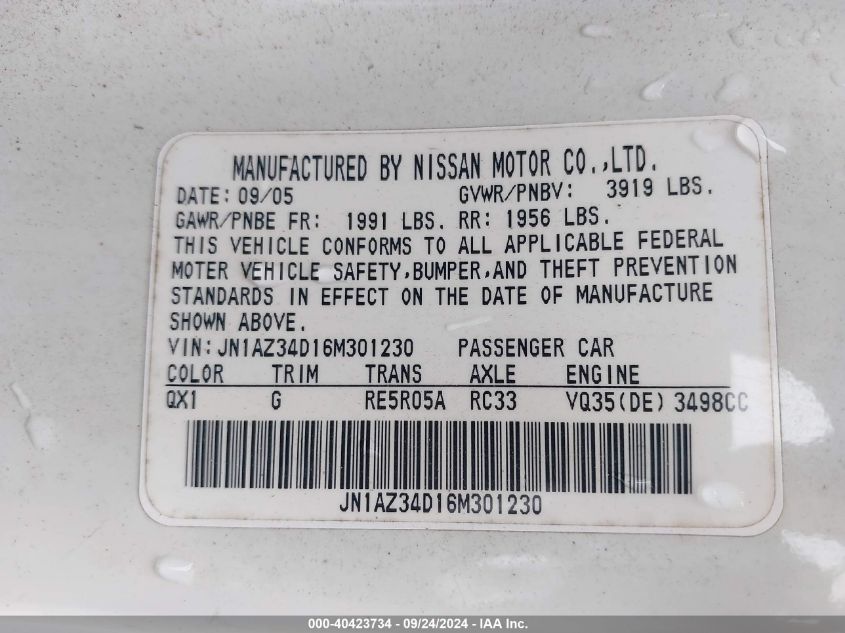 MANUFACTURED BY NISSAN MOTOR CO.,LTD.
DATE: 09/05 GVWR/PNBV: 3919 LBS.
GAWR/PNBE FR: 1991 LBS. RR: 1956 LBS.
THIS VEHICLE CONFORMS TO ALL APPLICABLE FEDERAL
MOTER VEHICLE SAFETY,BUMPER,AND THEFT PREVENTION
STANDARDS IN EFFECT ON THE DATE OF MANUFACTURE
SHOWN ABOVE.
VIN:JN1AZ34D16M301230 PASSENGER CAR
COLOR TRIM TRANS AXLE ENGINE
QX1 G RE5R05A RC33 VQ35(DE) 3498CC
JN1AZ34D16M301230
000-40423734 - 09/24/2024 - IAA Inc.